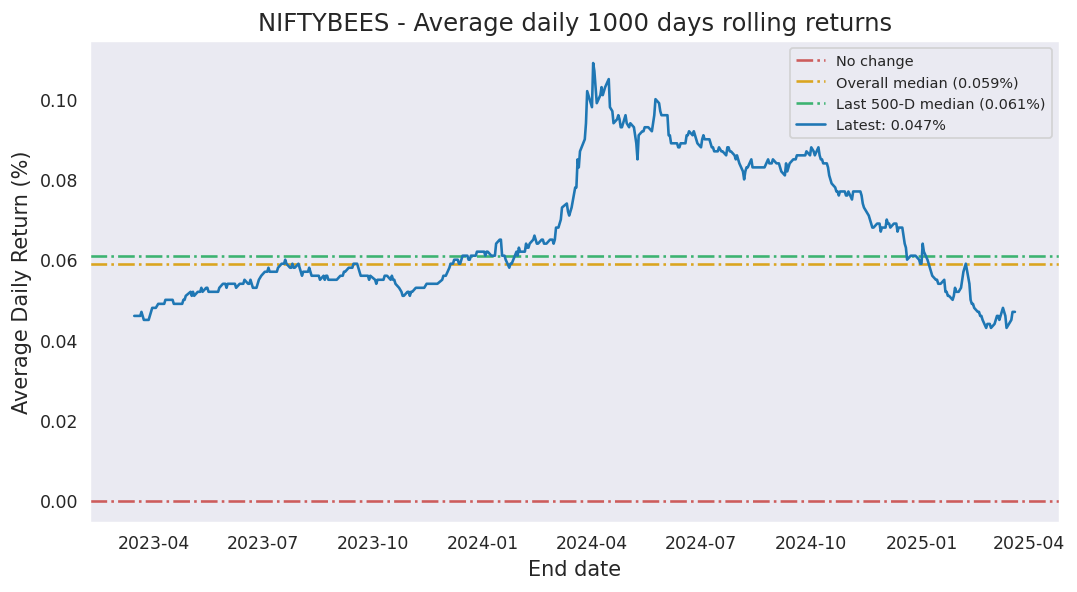 NIFTYBEES - Average daily 1000 days rolling returns
No change
Overall median (0.059%)
Last 500-D median (0.061%)
Latest: 0.047%
Average Daily Return (%)
0.10
0.08
0.06
0.04
0.02
0.00
2023-04 2023-07 2023-10 2024-01 2024-04 2024-07 2024-10 2025-01 2025-04
End date